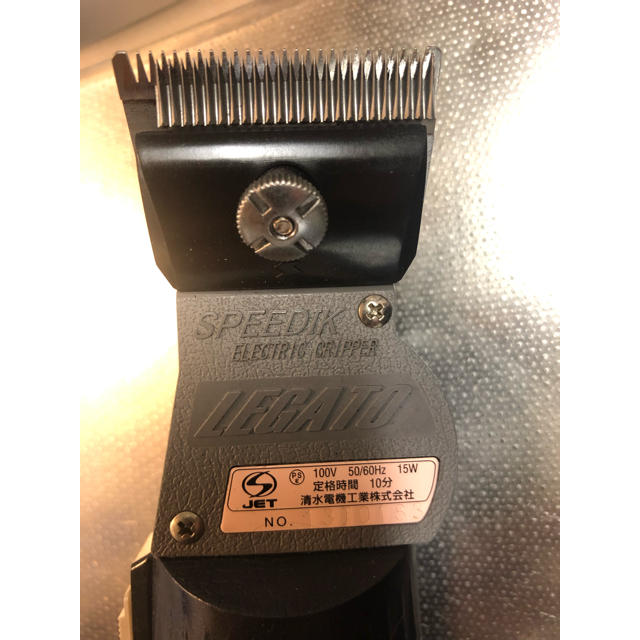 SPEEDIK
ELECTRIC CRIPPER
LEGATO
PS E 100V 50/60Hz 15W
定格時間 10分
JET 清水電機工業株式会社
NO.